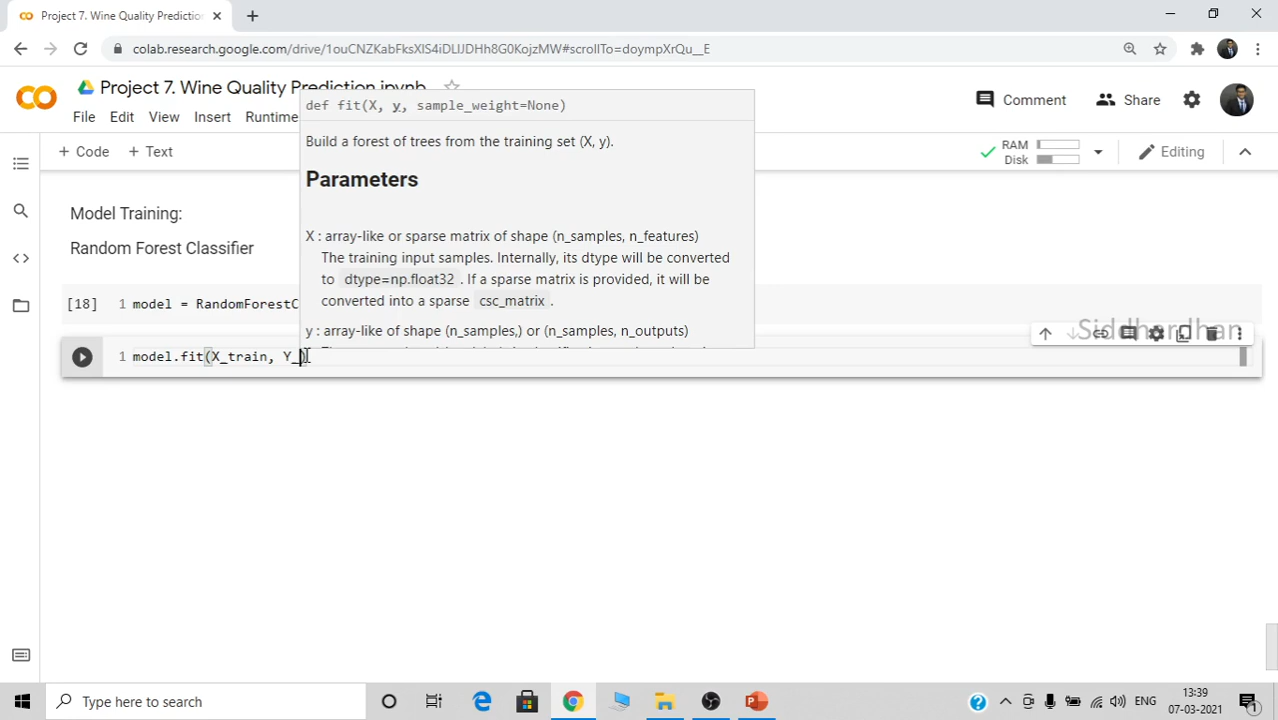 Project 7. Wine Quality Predictio
colab.research.google.com/drive/1ouCNZKabFksXlS4iDLlJDHh8G0KojzMW#scrollTo=doympXrQu__E
Project 7. Wine Quality Prediction.ipynb
File Edit View Insert Runtime
Comment Share
+ Code + Text
RAM
Disk
Editing
def fit(X, y, sample_weight=None)
Build a forest of trees from the training set (X, y).
Parameters
X : array-like or sparse matrix of shape (n_samples, n_features)
The training input samples. Internally, its dtype will be converted
to dtype=np.float32 . If a sparse matrix is provided, it will be
converted into a sparse csc_matrix .
y : array-like of shape (n_samples,) or (n_samples, n_outputs)
Model Training:
Random Forest Classifier
[18] 1 model = RandomForestC
Siddhardhan
1 model.fit(X_train, Y_)
Type here to search
ENG
13:39
07-03-2021
1